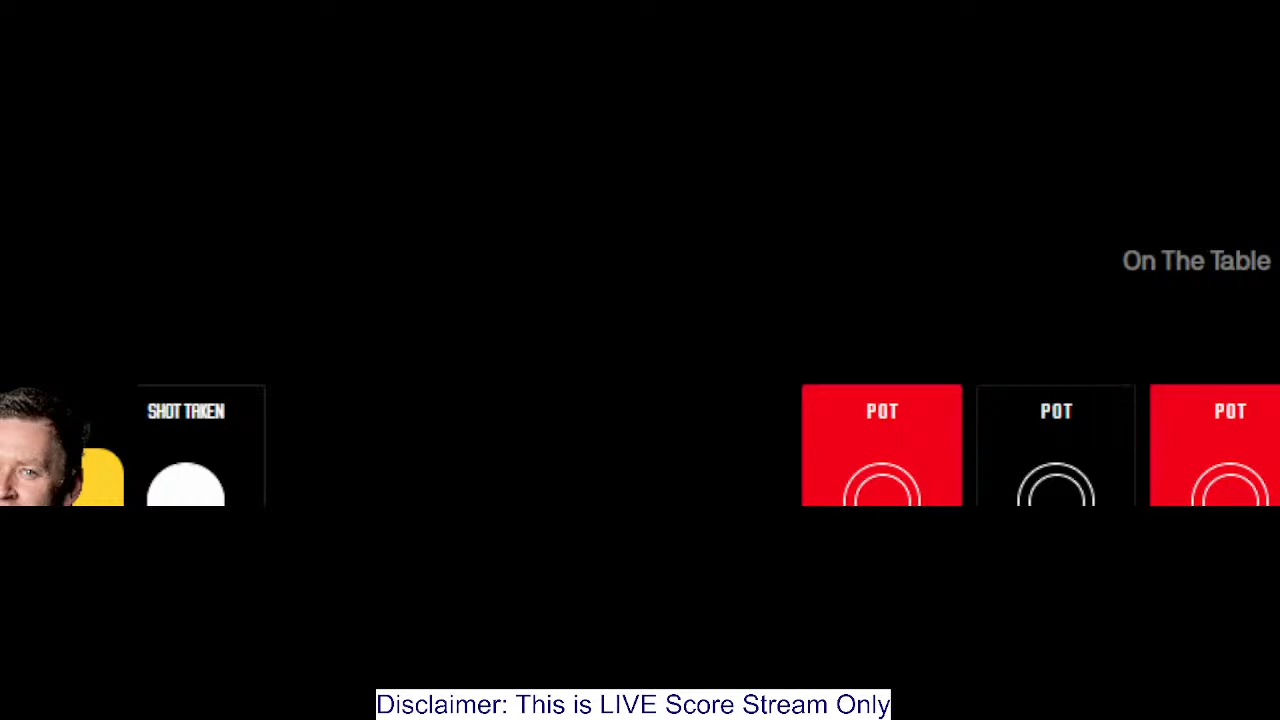 On The Table
SHOT TAKEN
POT
POT
POT
Disclaimer: This is LIVE Score Stream Only